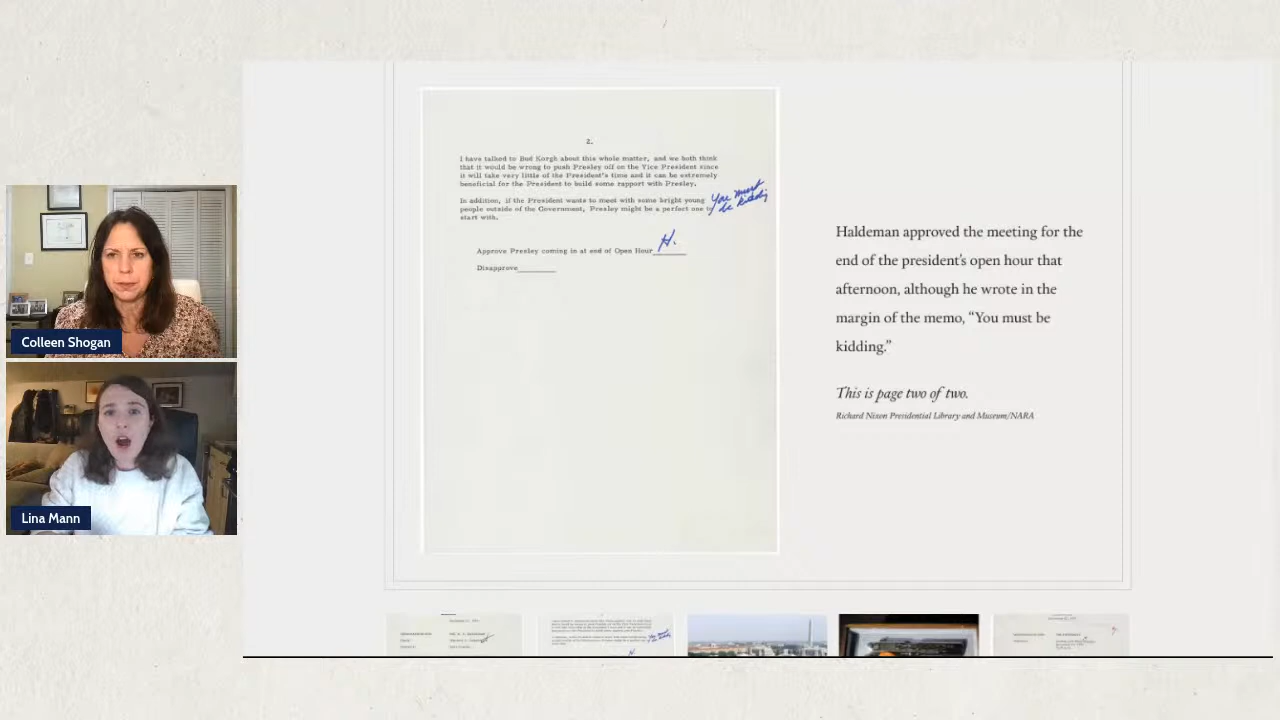 2.
I have talked to Bud Korgh about this whole matter, and we both think
that it would be wrong to push Presley off on the Vice President since
it will take very little of the President's time and it can be extremely
beneficial for the President to build some rapport with Presley.
In addition, if the President wants to meet with some bright young
people outside of the Government, Presley might be a perfect one to
start with.
You must
be kidding
Approve Presley coming in at end of Open Hour
H.
Disapprove
Haldeman approved the meeting for the
end of the president's open hour that
afternoon, although he wrote in the
margin of the memo, “You must be
kidding.”
This is page two of two.
Richard Nixon Presidential Library and Museum/NARA
Colleen Shogan
Lina Mann